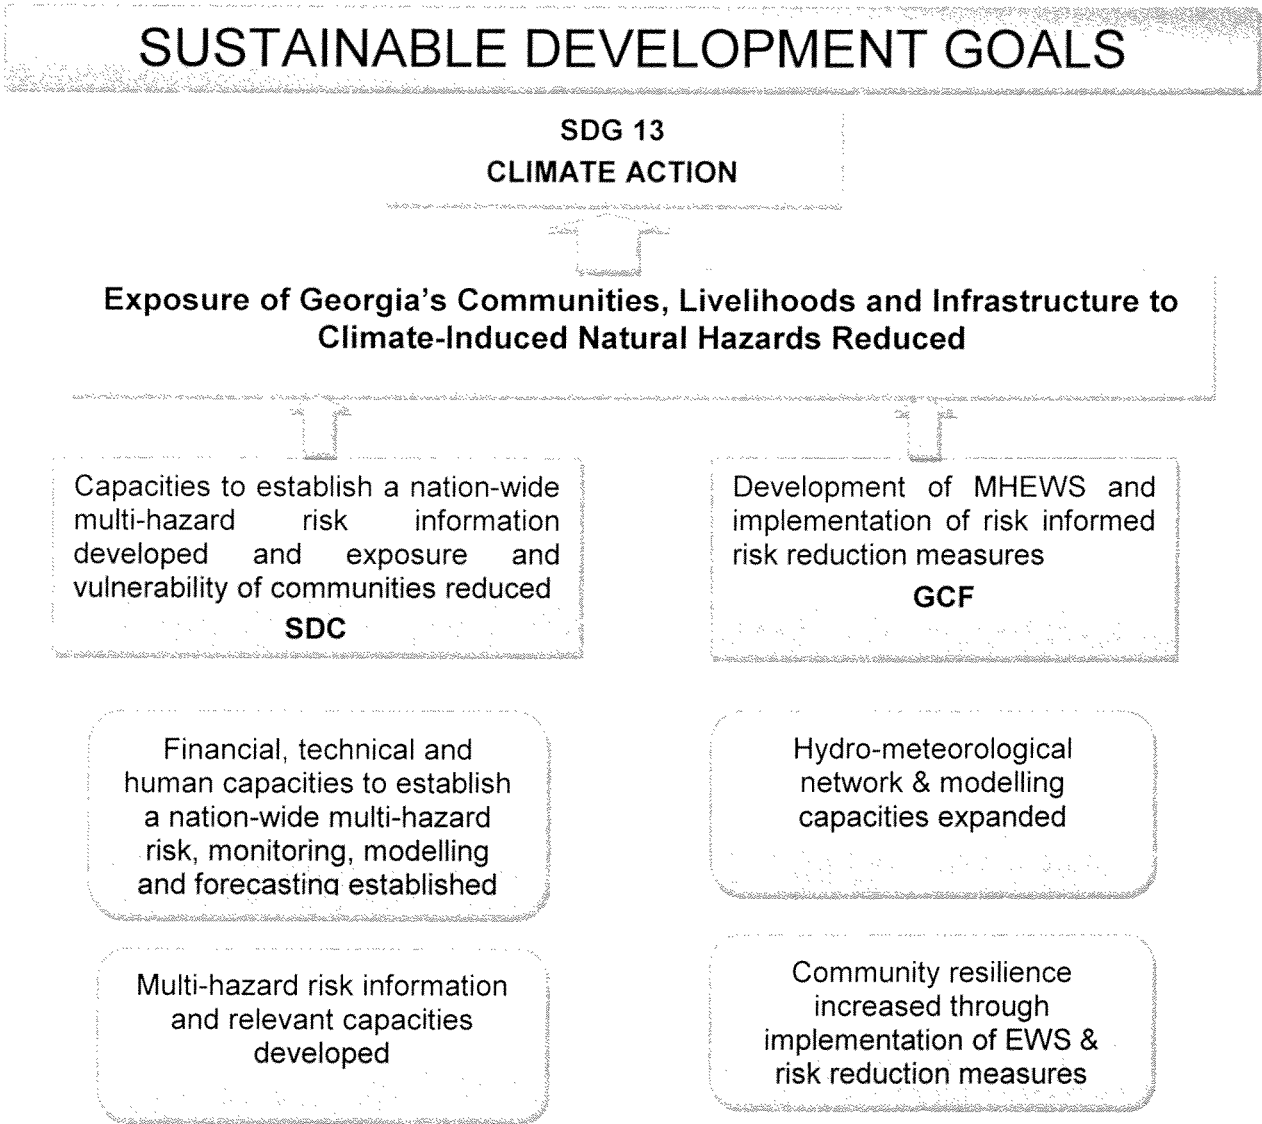 SUSTAINABLE DEVELOPMENT GOALS
SDG 13
CLIMATE ACTION
Exposure of Georgia's Communities, Livelihoods and Infrastructure to
Climate-Induced Natural Hazards Reduced
Capacities to establish a nation-wide
multi-hazard risk information
developed and exposure and
vulnerability of communities reduced
SDC
Development of MHEWS and
implementation of risk informed
risk reduction measures
GCF
Financial, technical and
human capacities to establish
a nation-wide multi-hazard
risk, monitoring, modelling
and forecasting established
Hydro-meteorological
network & modelling
capacities expanded
Multi-hazard risk information
and relevant capacities
developed
Community resilience
increased through
implementation of EWS &
risk reduction measures